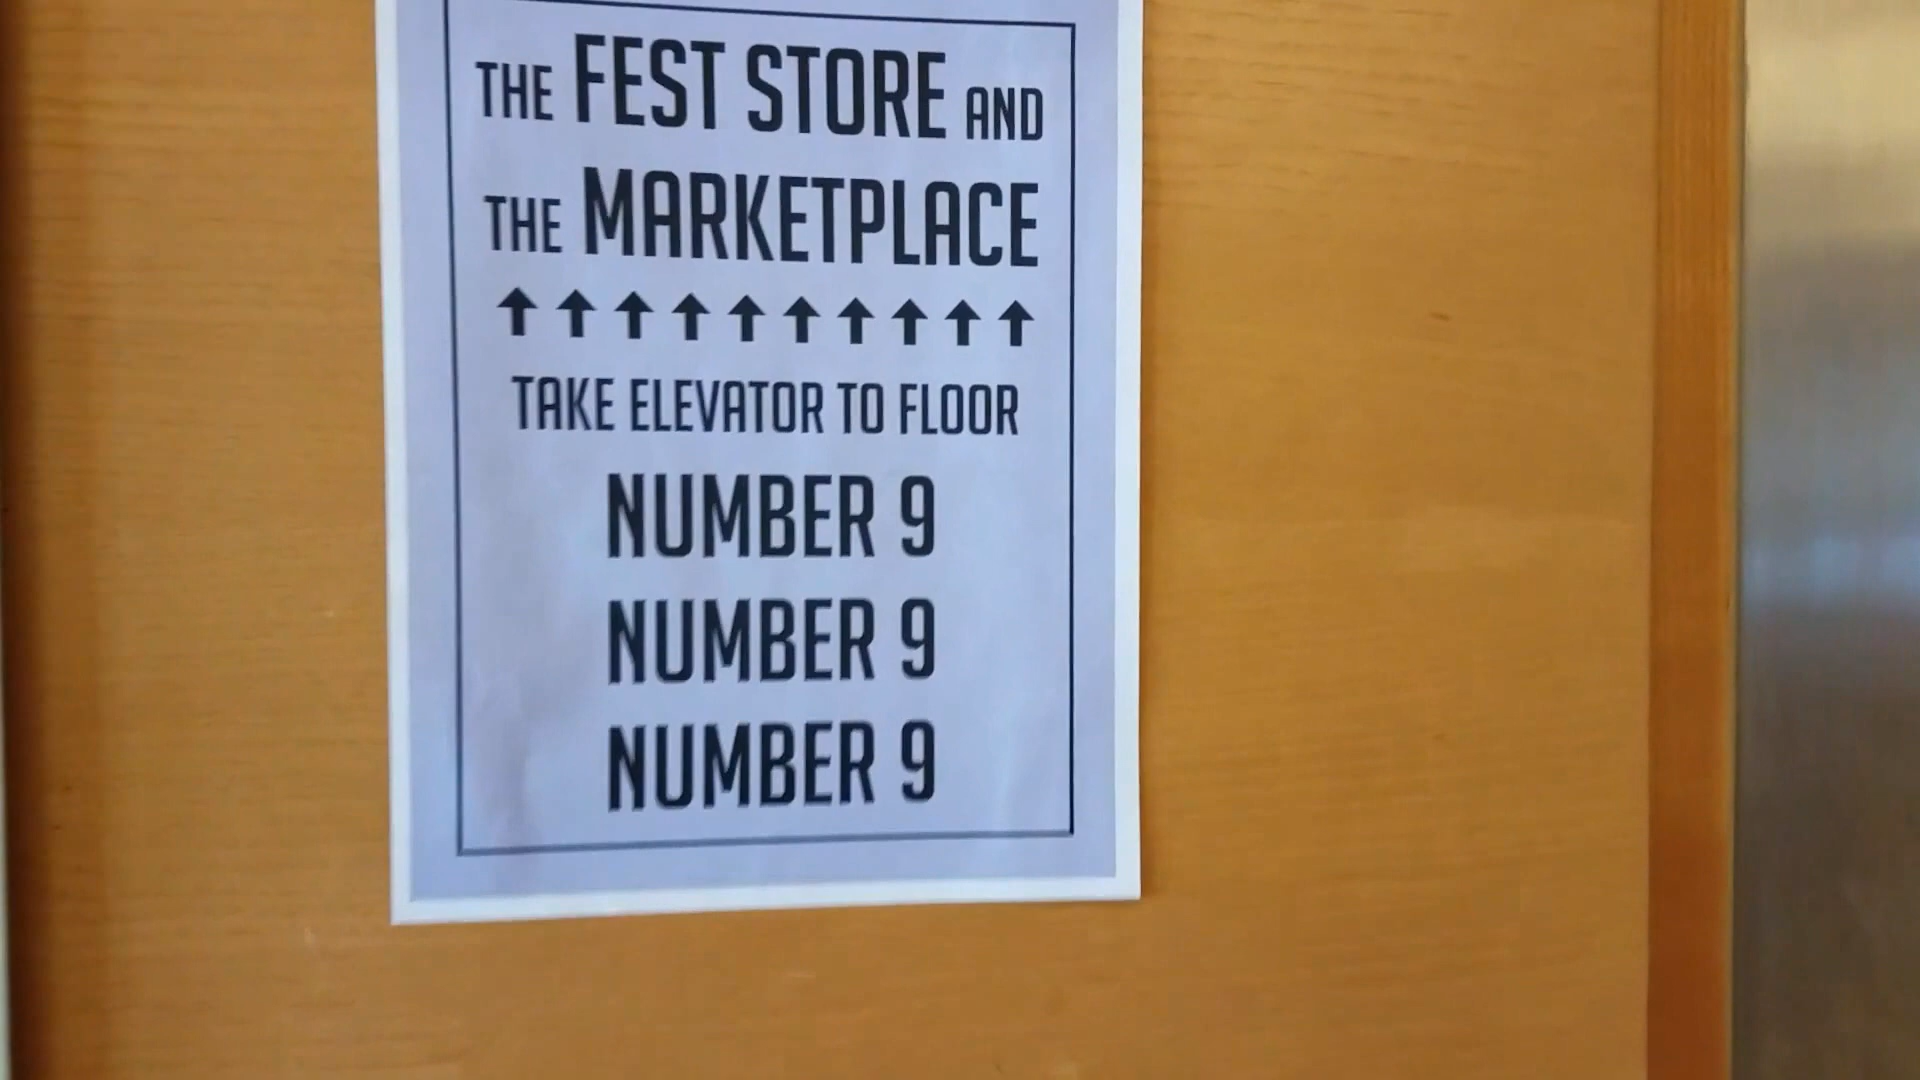 THE FEST STORE AND
THE MARKETPLACE
↑ ↑ ↑ ↑ ↑ ↑ ↑ ↑ ↑ ↑
TAKE ELEVATOR TO FLOOR
NUMBER 9
NUMBER 9
NUMBER 9